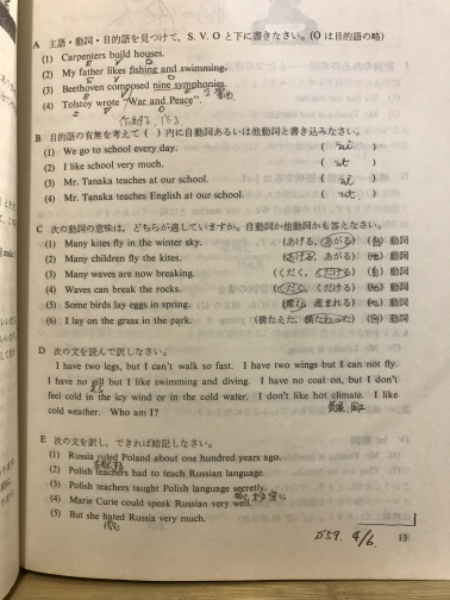 A 主語・動詞・目的語を見つけて，S. V. O と下に書きなさい。(O は目的語の略)
(1) Carpenters build houses.
S V O
(2) My father likes fishing and swimming.
S V O
(3) Beethoven composed nine symphonies.
S V O
(4) Tolstoy wrote "War and Peace".
S V O
B 目的語の有無を考えて ( ) 内に自動詞あるいは他動詞と書き込みなさい。
(1) We go to school every day. ( vi )
(2) I like school very much. ( vt )
(3) Mr. Tanaka teaches at our school. ( vi )
(4) Mr. Tanaka teaches English at our school. ( vt )
C 次の動詞の意味は，どちらが適していますか。自動詞か他動詞かも答えなさい。
(1) Many kites fly in the winter sky. (あげる, あがる) (自) 動詞
(2) Many children fly the kites. (あげる, あがる) (他) 動詞
(3) Many waves are now breaking. (くだく, くだける) (自) 動詞
(4) Waves can break the rocks. (くだく, くだける) (他) 動詞
(5) Some birds lay eggs in spring. (産む, 産まれる) (他) 動詞
(6) I lay on the grass in the park. (横たえた, 横たわった) (自) 動詞
D 次の文を読んで訳しなさい。
I have two legs, but I can't walk so fast. I have two wings but I can not fly.
I have no gill but I like swimming and diving. I have no coat on, but I don't
feel cold in the icy wind or in the cold water. I don't like hot climate. I like
cold weather. Who am I?
E 次の文を訳し，できれば暗記しなさい。
(1) Russia ruled Poland about one hundred years ago.
(2) Polish teachers had to teach Russian language.
(3) Polish teachers taught Polish language secretly.
(4) Marie Curie could speak Russian very well.
(5) But she hated Russia very much.
S59. 4/6
13